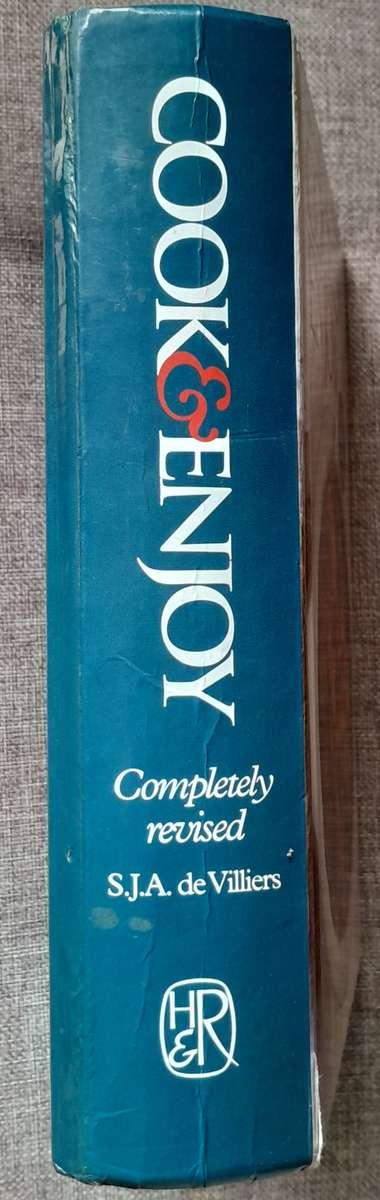 COOK & ENJOY
Completely
revised
S.J.A. de Villiers
H&R